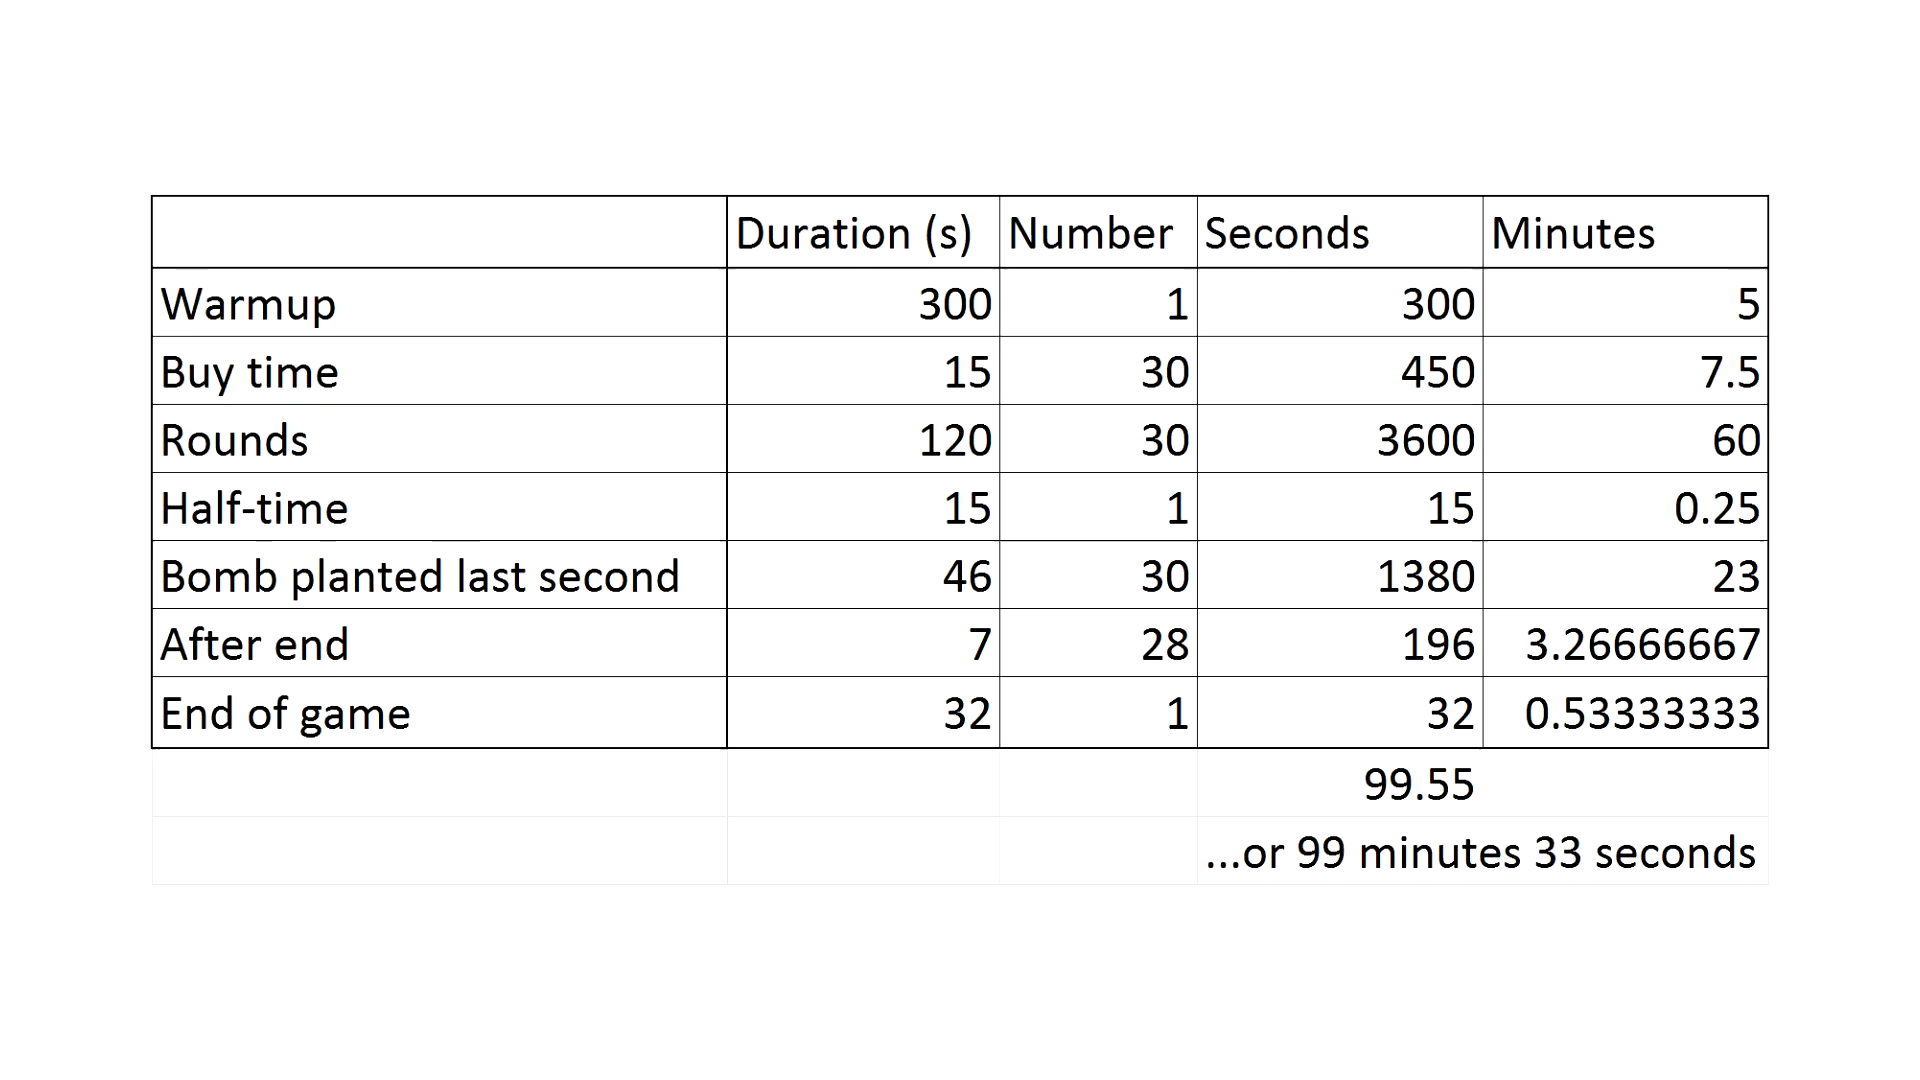 Duration (s) Number Seconds Minutes
Warmup 300 1 300 5
Buy time 15 30 450 7.5
Rounds 120 30 3600 60
Half-time 15 1 15 0.25
Bomb planted last second 46 30 1380 23
After end 7 28 196 3.26666667
End of game 32 1 32 0.53333333
99.55
...or 99 minutes 33 seconds